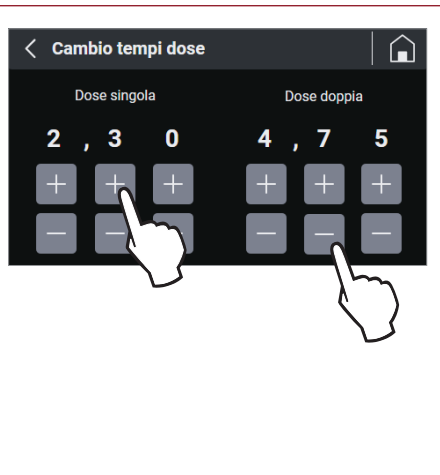 Cambio tempi dose
Dose singola Dose doppia
2 , 3 0 4 , 7 5
+ + + + + +
− − − − − −